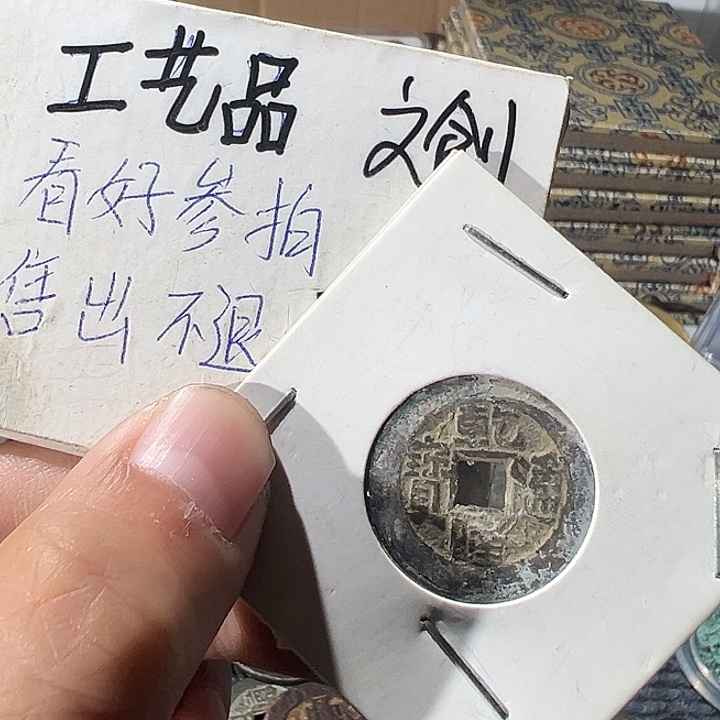 工艺品 文创
看好参拍
售出不退